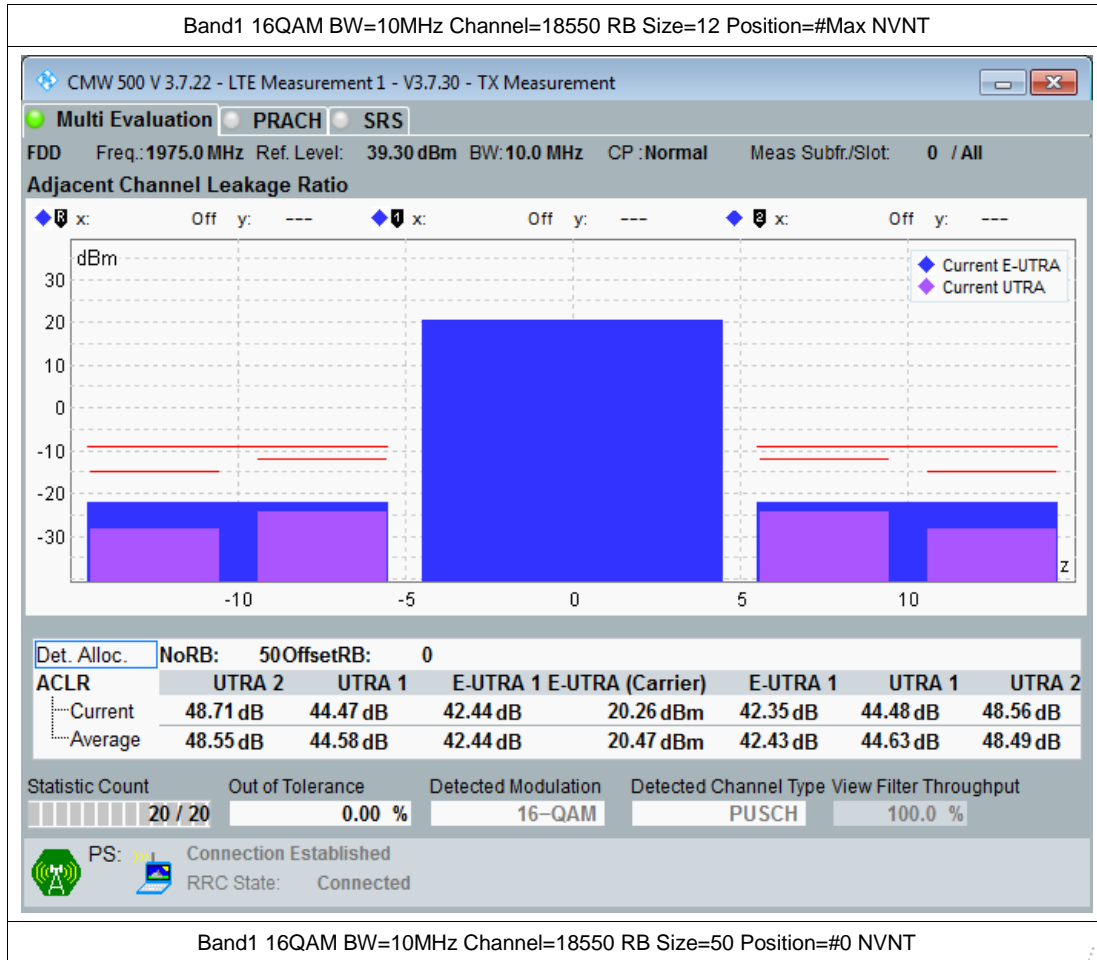 Band1 16QAM BW=10MHz Channel=18550 RB Size=12 Position=#Max NVNT
CMW 500 V 3.7.22 - LTE Measurement 1 - V3.7.30 - TX Measurement
Multi Evaluation PRACH SRS
FDD Freq.:1975.0 MHz Ref. Level: 39.30 dBm BW:10.0 MHz CP :Normal Meas Subfr./Slot: 0 / All
Adjacent Channel Leakage Ratio
R x: Off y: --- 1 x: Off y: --- 2 x: Off y: ---
dBm
Current E-UTRA
Current UTRA
30
20
10
0
-10
-20
-30
z
-10 -5 0 5 10
Det. Alloc. NoRB: 50 OffsetRB: 0
ACLR UTRA 2 UTRA 1 E-UTRA 1 E-UTRA (Carrier) E-UTRA 1 UTRA 1 UTRA 2
Current 48.71 dB 44.47 dB 42.44 dB 20.26 dBm 42.35 dB 44.48 dB 48.56 dB
Average 48.55 dB 44.58 dB 42.44 dB 20.47 dBm 42.43 dB 44.63 dB 48.49 dB
Statistic Count Out of Tolerance Detected Modulation Detected Channel Type View Filter Throughput
20 / 20 0.00 % 16-QAM PUSCH 100.0 %
PS: Connection Established
RRC State: Connected
Band1 16QAM BW=10MHz Channel=18550 RB Size=50 Position=#0 NVNT